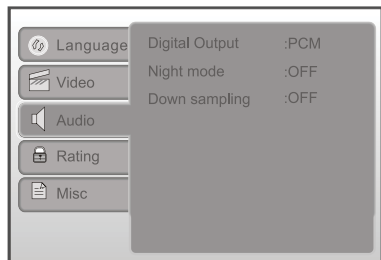 Language
Video
Audio
Rating
Misc
Digital Output :PCM
Night mode :OFF
Down sampling :OFF